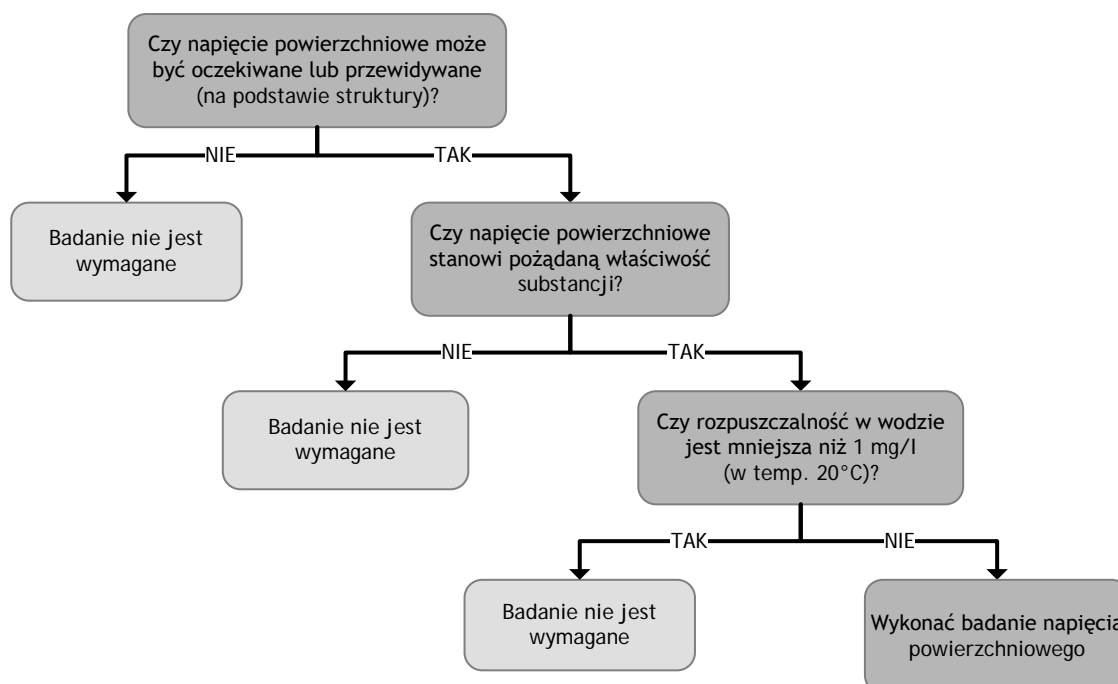 Czy napięcie powierzchniowe może
być oczekiwane lub przewidywane
(na podstawie struktury)?
NIE
TAK
Badanie nie jest
wymagane
Czy napięcie powierzchniowe
stanowi pożądaną właściwość
substancji?
NIE
TAK
Badanie nie jest
wymagane
Czy rozpuszczalność w wodzie
jest mniejsza niż 1 mg/l
(w temp. 20°C)?
TAK
NIE
Badanie nie jest
wymagane
Wykonać badanie napięcia
powierzchniowego